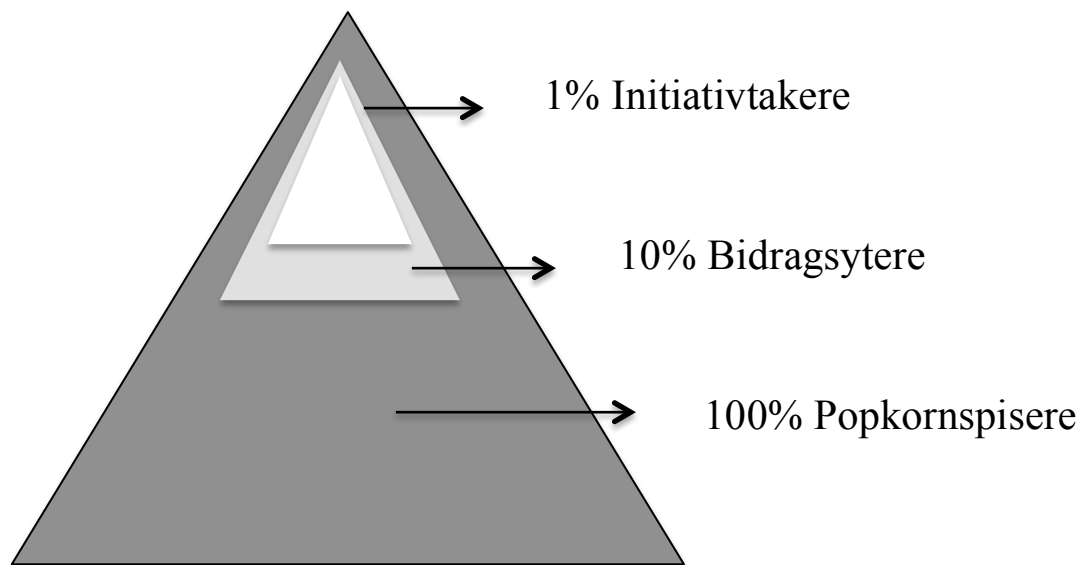 1% Initiativtakere
10% Bidragsytere
100% Popkornspisere